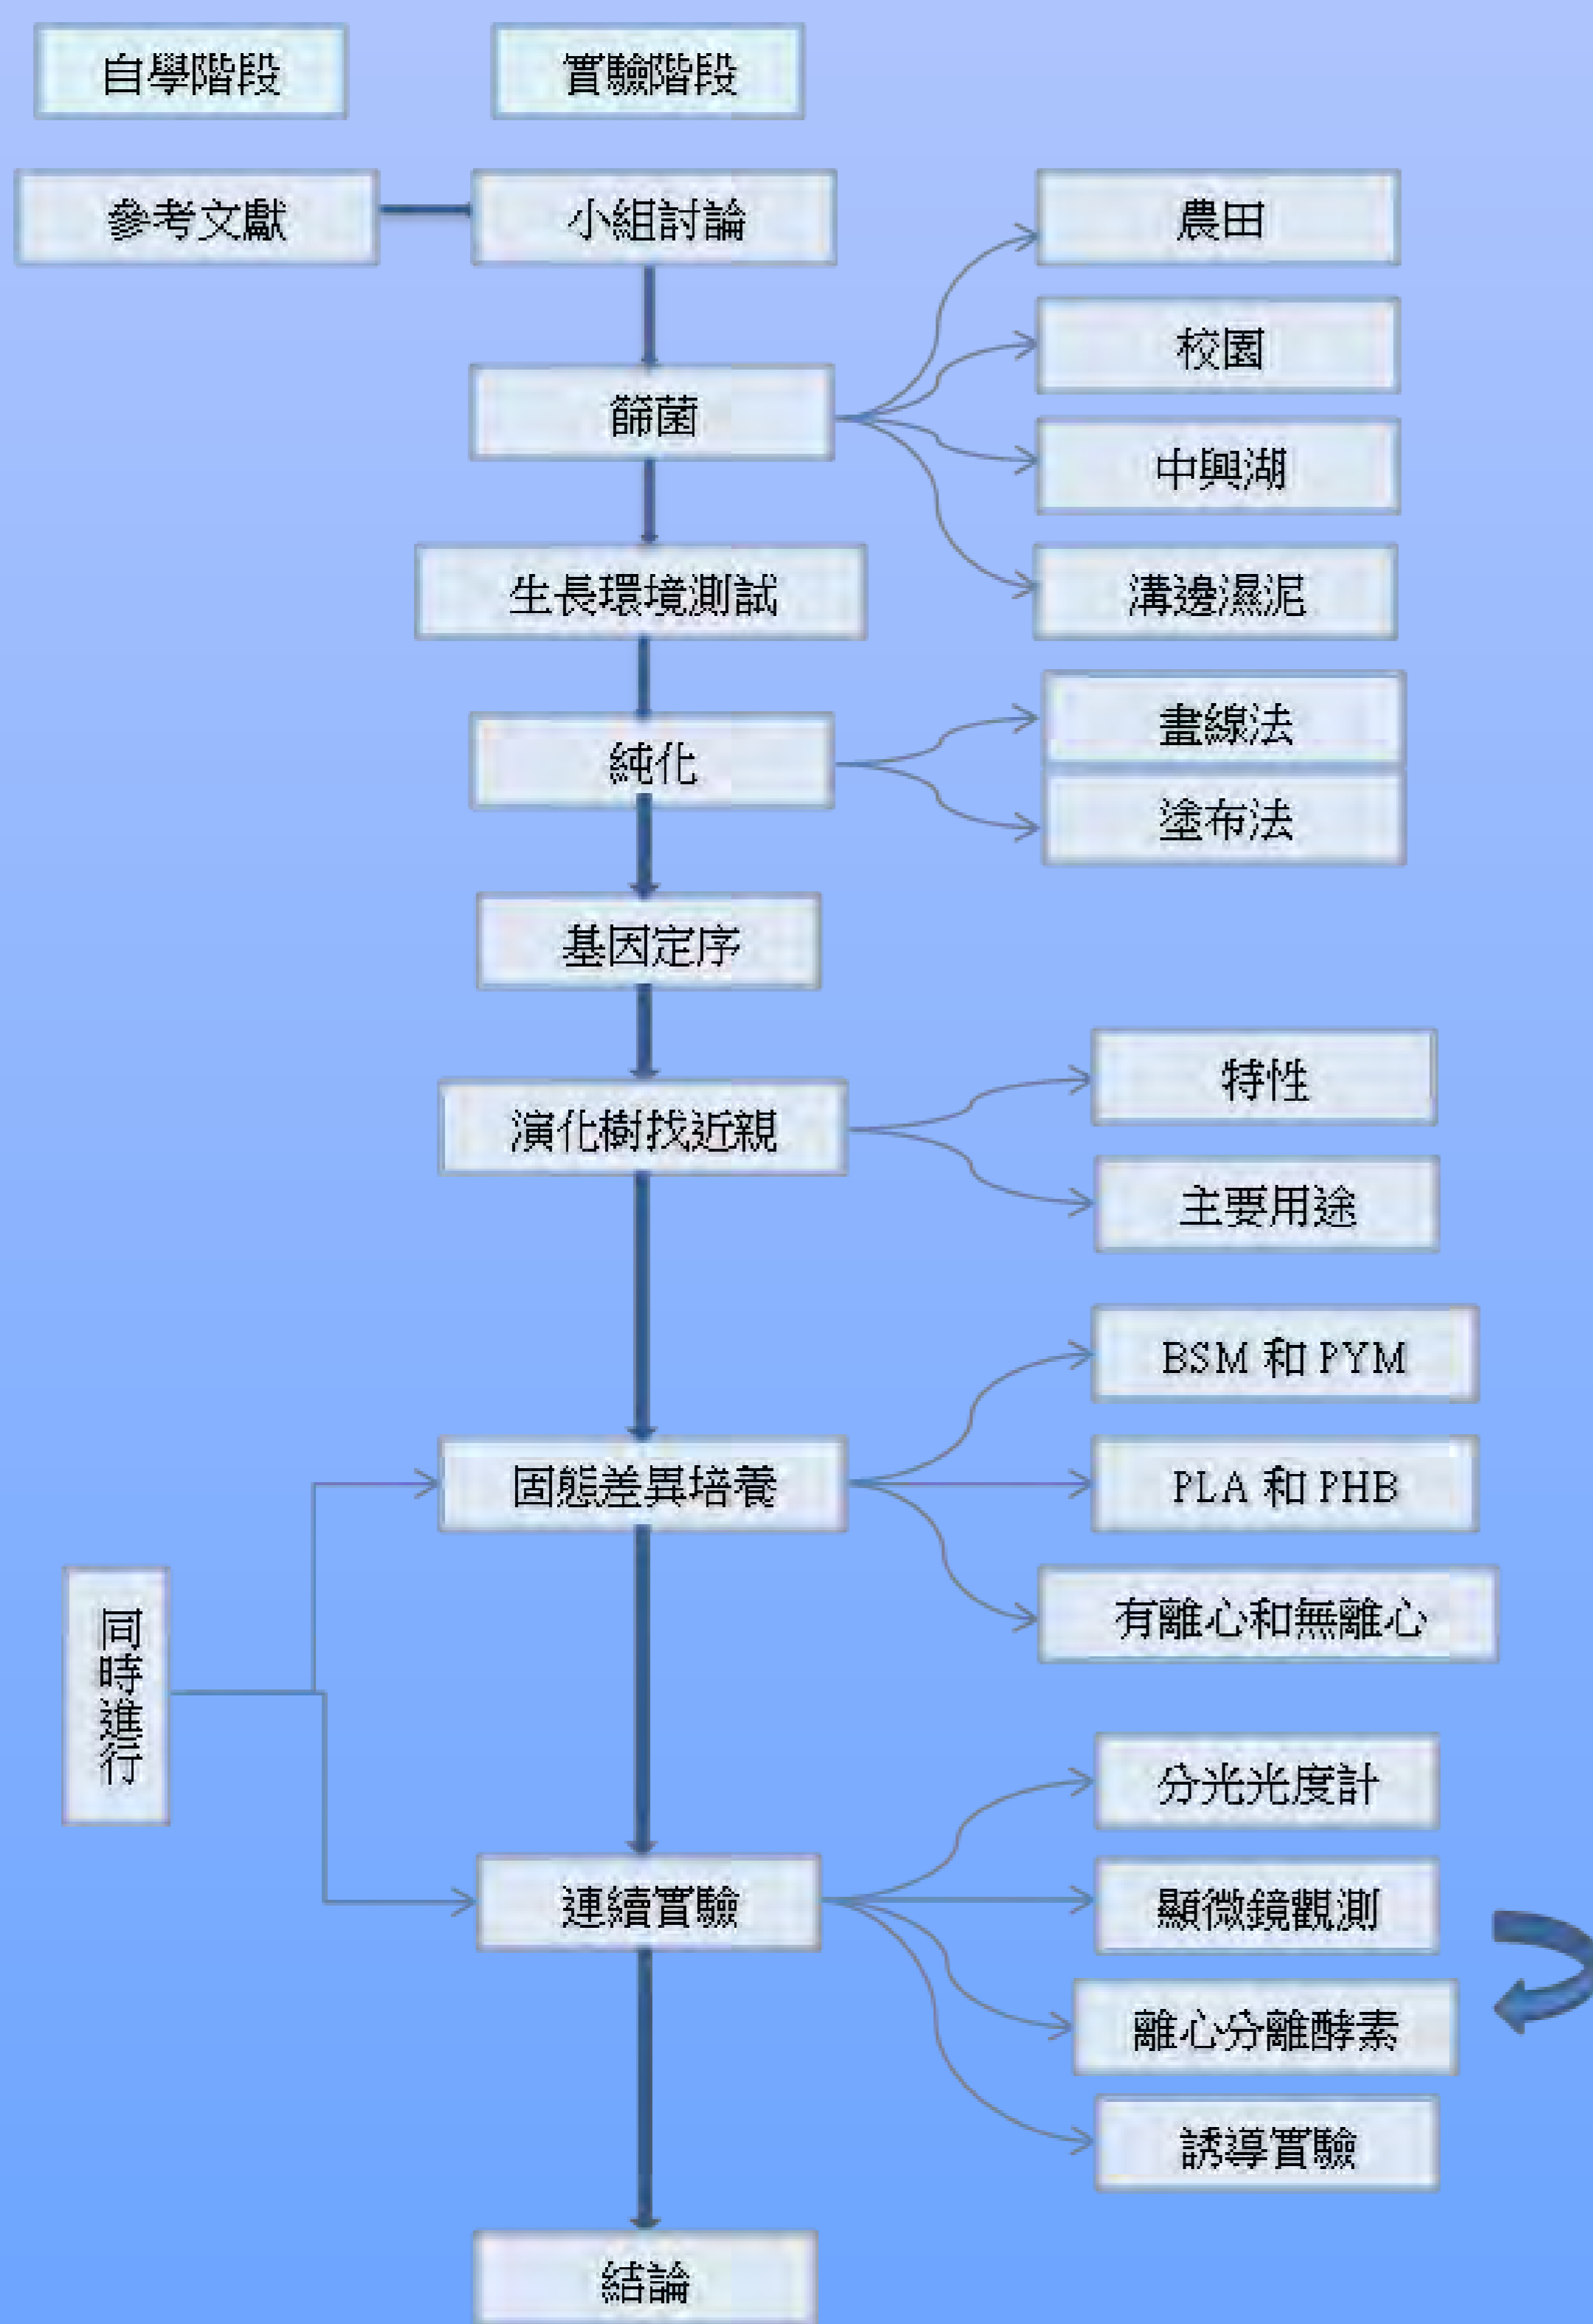 自學階段
實驗階段
參考文獻
小組討論
農田
校園
篩菌
中興湖
生長環境測試
溝邊濕泥
畫線法
純化
塗布法
基因定序
特性
演化樹找近親
主要用途
BSM 和 PYM
固態差異培養
PLA 和 PHB
有離心和無離心
同時進行
分光光度計
連續實驗
顯微鏡觀測
離心分離酵素
誘導實驗
結論